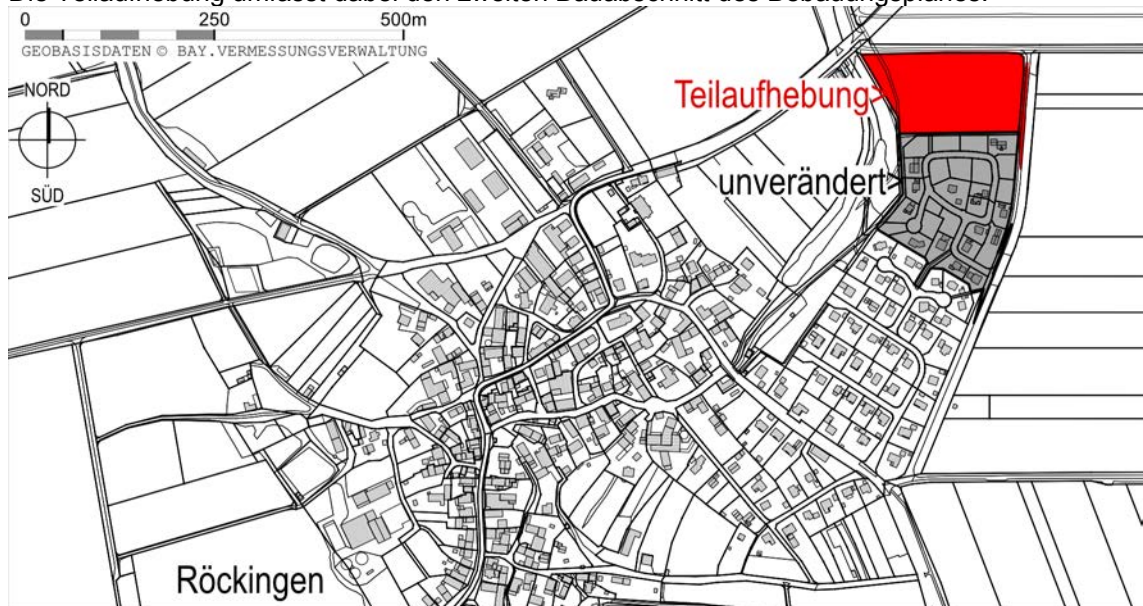 Die Teilaufhebung umfasst dabei den zweiten Bauabschnitt des Bebauungsplanes.
0 250 500m
GEOBASISDATEN © BAY.VERMESSUNGSVERWALTUNG
NORD
SÜD
Teilaufhebung
unverändert
Röckingen